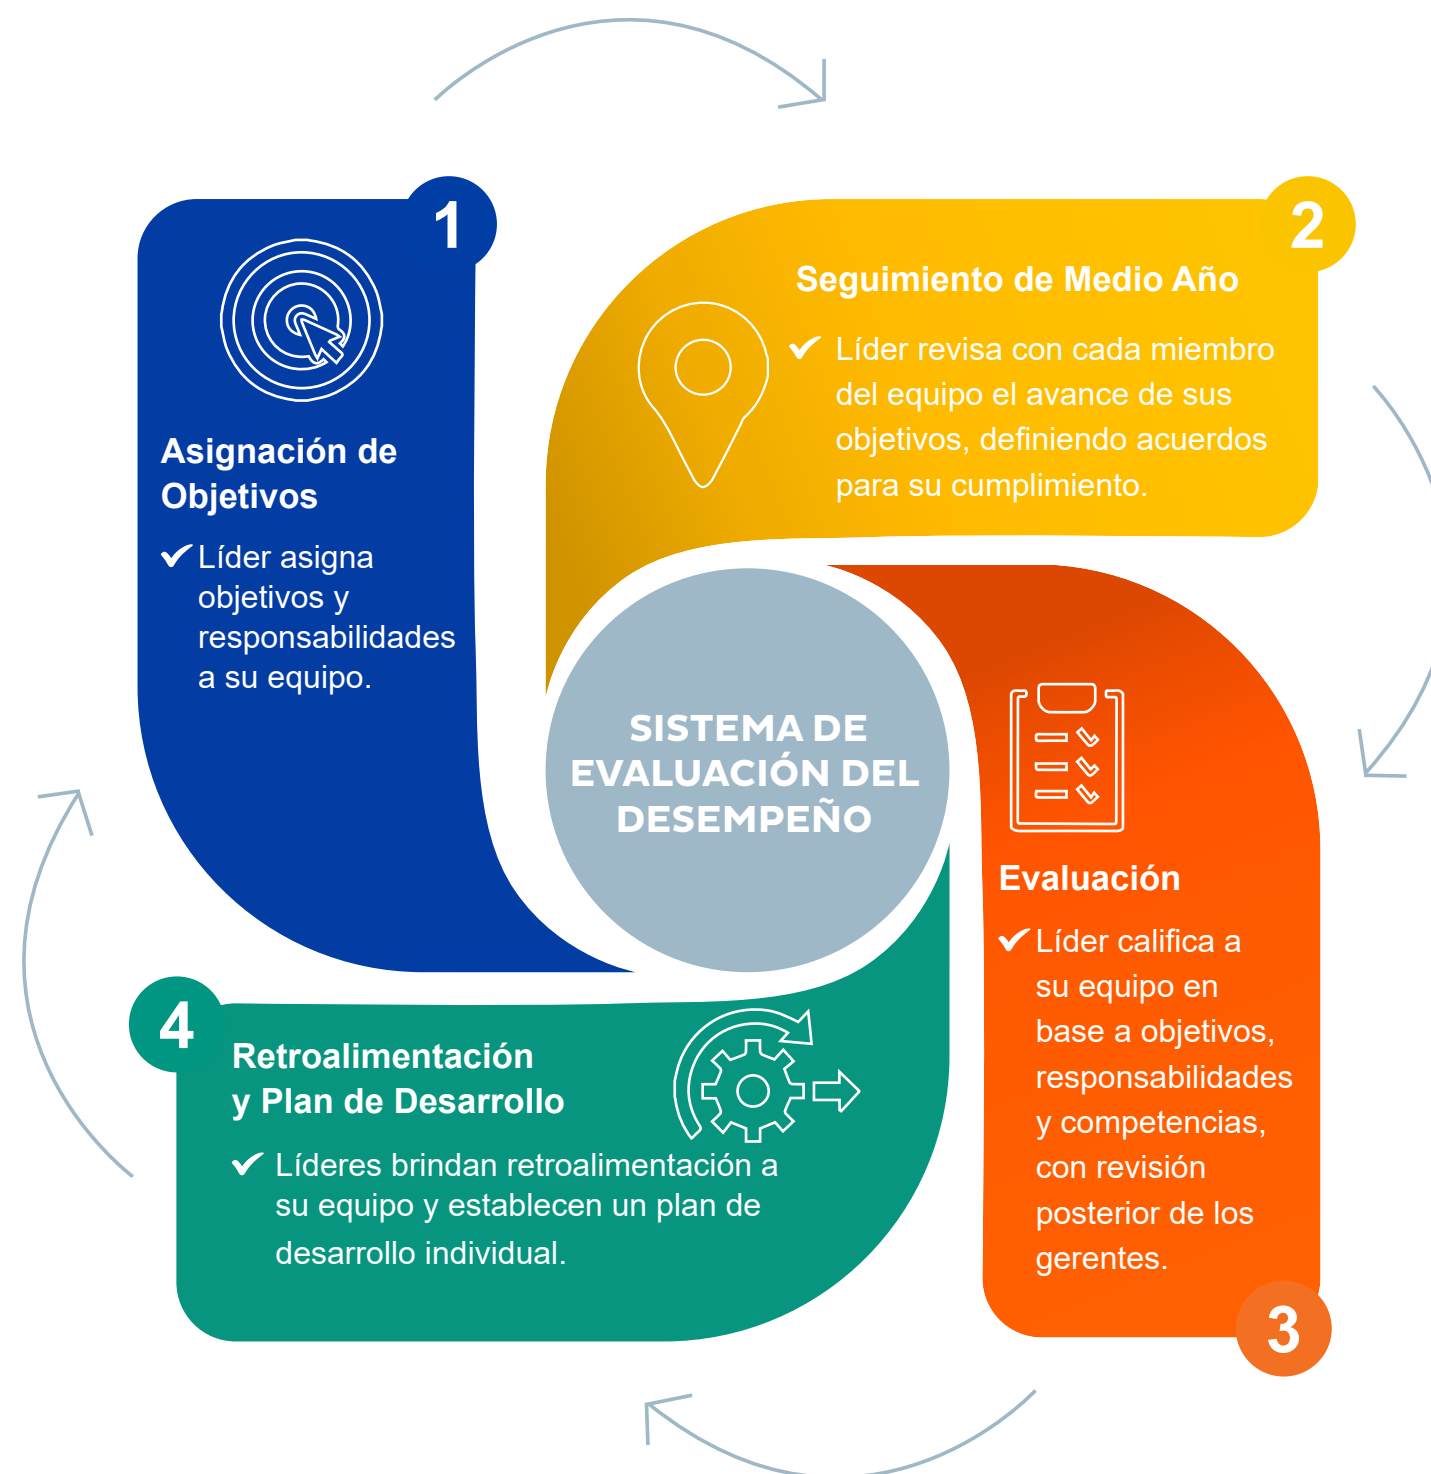 1
Asignación de
Objetivos
Líder asigna
objetivos y
responsabilidades
a su equipo.
2
Seguimiento de Medio Año
Líder revisa con cada miembro
del equipo el avance de sus
objetivos, definiendo acuerdos
para su cumplimiento.
SISTEMA DE
EVALUACIÓN DEL
DESEMPEÑO
Evaluación
Líder califica a
su equipo en
base a objetivos,
responsabilidades
y competencias,
con revisión
posterior de los
gerentes.
3
4
Retroalimentación
y Plan de Desarrollo
Líderes brindan retroalimentación a
su equipo y establecen un plan de
desarrollo individual.